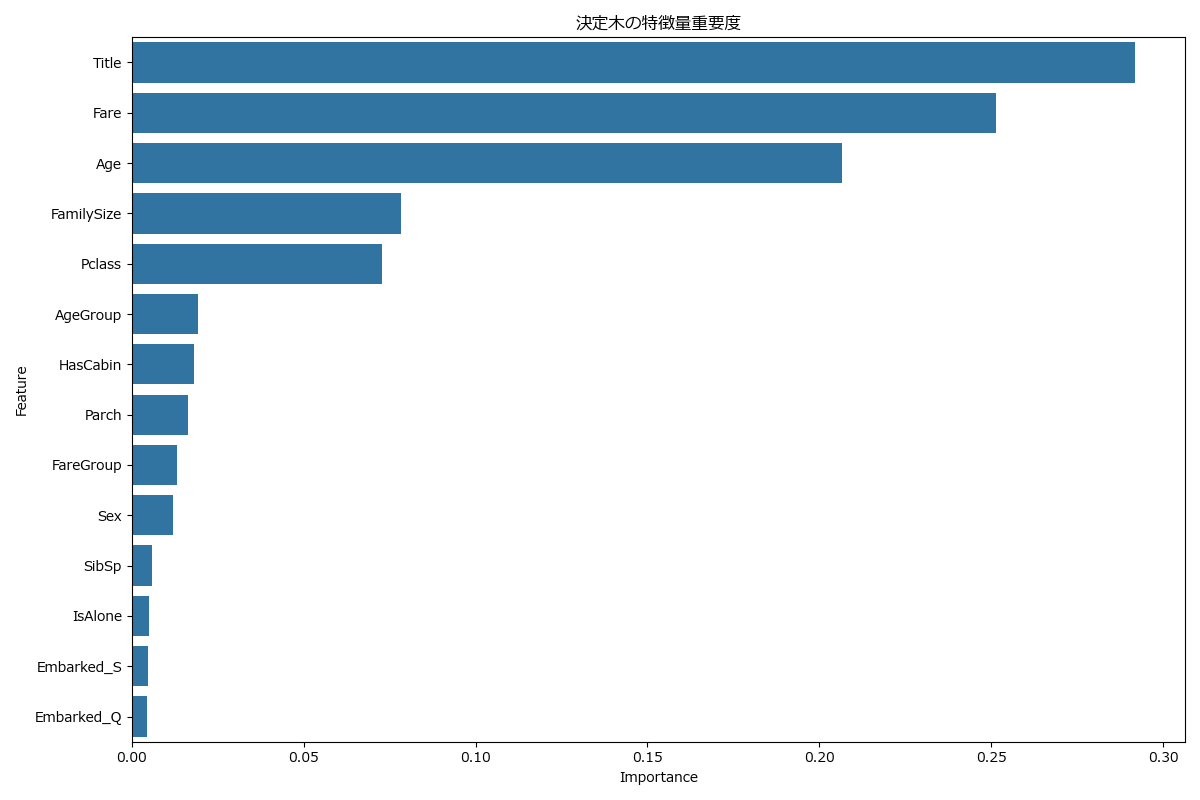 決定木の特徴量重要度
Title
Fare
Age
FamilySize
Pclass
AgeGroup
HasCabin
Parch
FareGroup
Sex
SibSp
IsAlone
Embarked_S
Embarked_Q
Feature
0.00 0.05 0.10 0.15 0.20 0.25 0.30
Importance